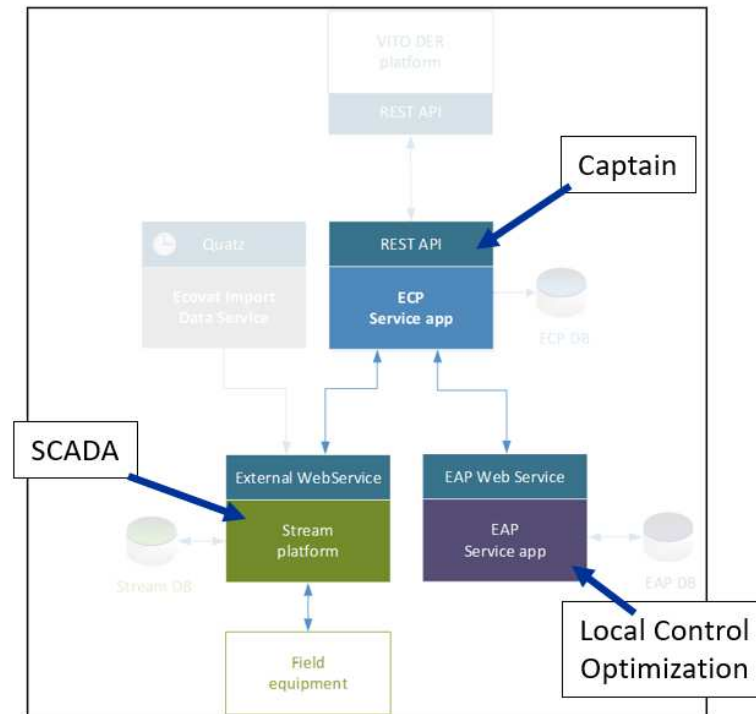 VITO DER
platform
REST API
Captain
Quatz
REST API
Ecovat Import
Data Service
ECP
Service app
ECP DB
SCADA
External WebService
EAP Web Service
Stream
platform
EAP
Service app
Stream DB
EAP DB
Local Control
Optimization
Field
equipment